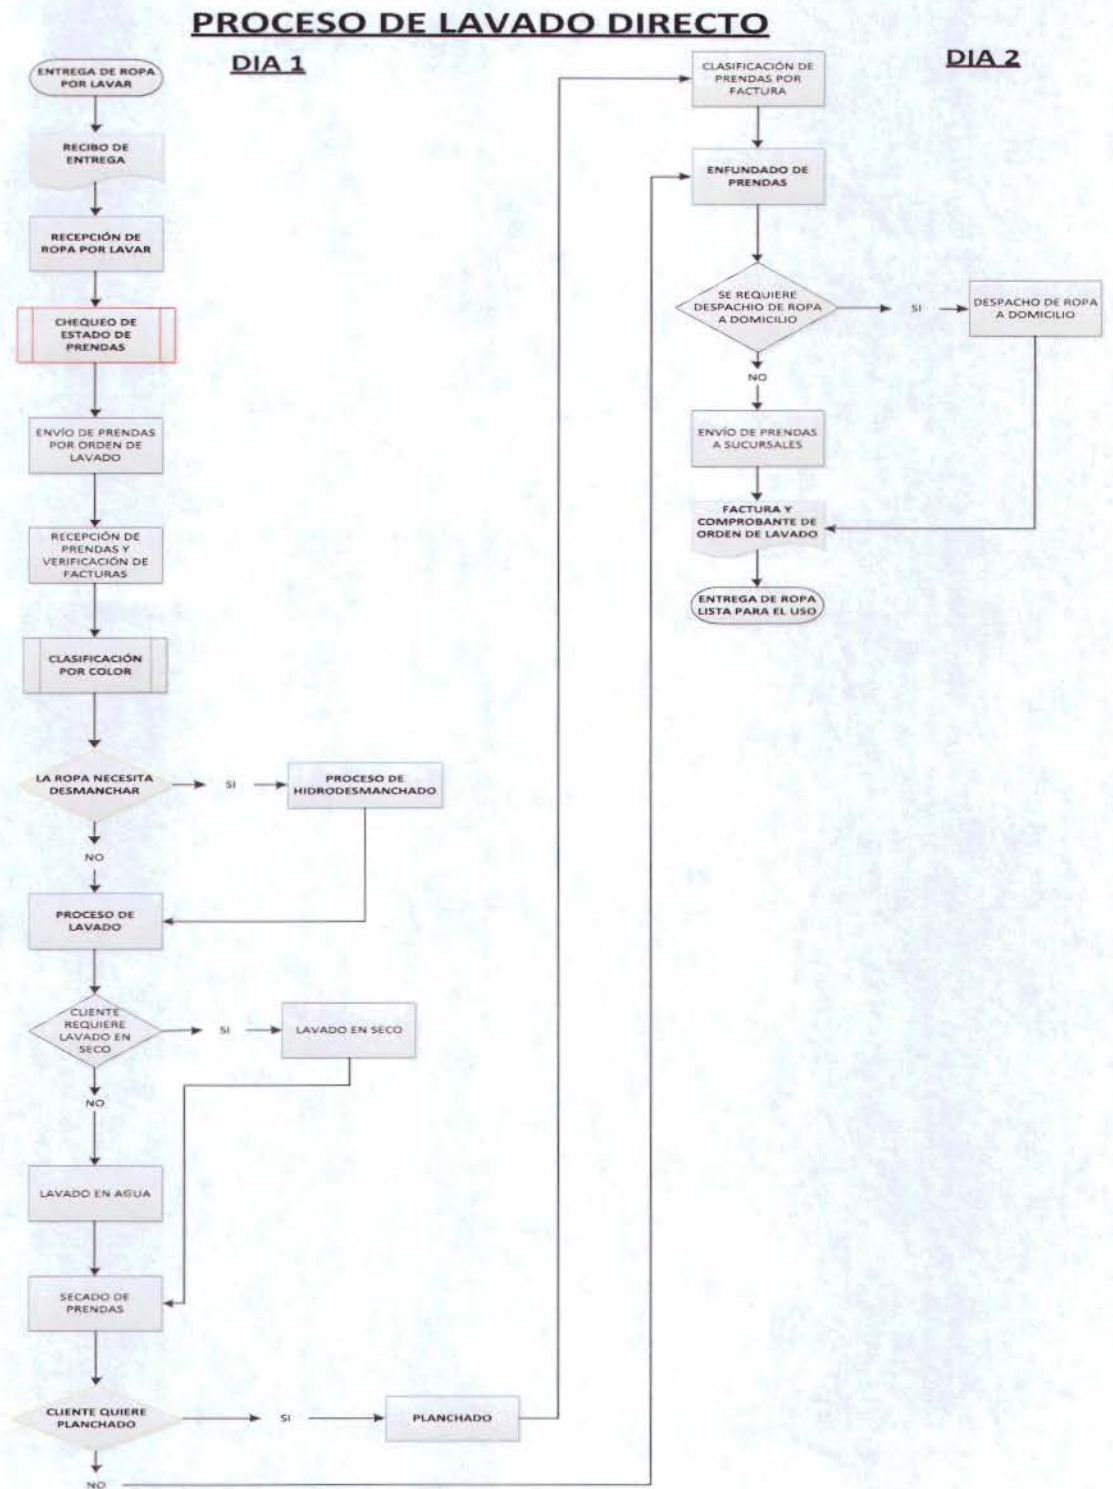 PROCESO DE LAVADO DIRECTO
DIA 1
ENTREGA DE ROPA
POR LAVAR
RECIBO DE
ENTREGA
RECEPCIÓN DE
ROPA POR LAVAR
CHEQUEO DE
ESTADO DE
PRENDAS
ENVÍO DE PRENDAS
POR ORDEN DE
LAVADO
RECEPCIÓN DE
PRENDAS Y
VERIFICACIÓN DE
FACTURAS
CLASIFICACIÓN
POR COLOR
LA ROPA NECESITA
DESMANCHAR
SI
PROCESO DE
HIDRODESMANCHADO
NO
PROCESO DE
LAVADO
CLIENTE
REQUIERE
LAVADO EN
SECO
SI
LAVADO EN SECO
NO
LAVADO EN AGUA
SECADO DE
PRENDAS
CLIENTE QUIERE
PLANCHADO
SI
PLANCHADO
NO
DIA 2
CLASIFICACIÓN DE
PRENDAS POR
FACTURA
ENFUNDADO DE
PRENDAS
SE REQUIERE
DESPACHIO DE ROPA
A DOMICILIO
SI
DESPACHO DE ROPA
A DOMICILIO
NO
ENVÍO DE PRENDAS
A SUCURSALES
FACTURA Y
COMPROBANTE DE
ORDEN DE LAVADO
ENTREGA DE ROPA
LISTA PARA EL USO